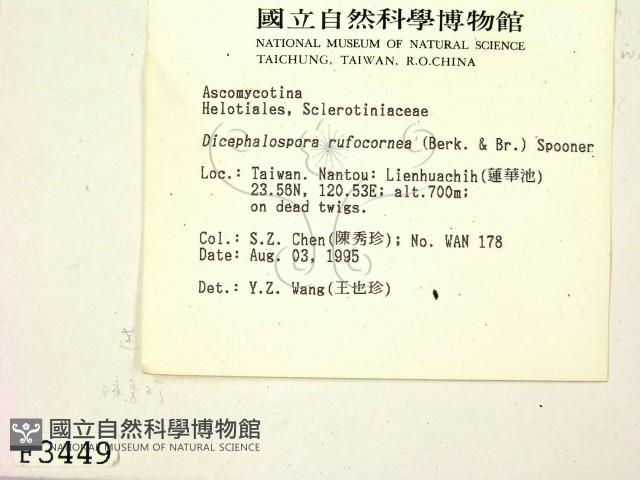 國立自然科學博物館
NATIONAL MUSEUM OF NATURAL SCIENCE
TAICHUNG, TAIWAN, R.O.CHINA
Ascomycotina
Helotiales, Sclerotiniaceae
Dicephalospora rufocornea (Berk. & Br.) Spooner
Loc.: Taiwan. Nantou: Lienhuachih(蓮華池)
23.56N, 120.53E; alt.700m;
on dead twigs.
Col.: S.Z. Chen(陳秀珍); No. WAN 178
Date: Aug. 03, 1995
Det.: Y.Z. Wang(王也珍)
國立自然科學博物館
NATIONAL MUSEUM OF NATURAL SCIENCE
F3449